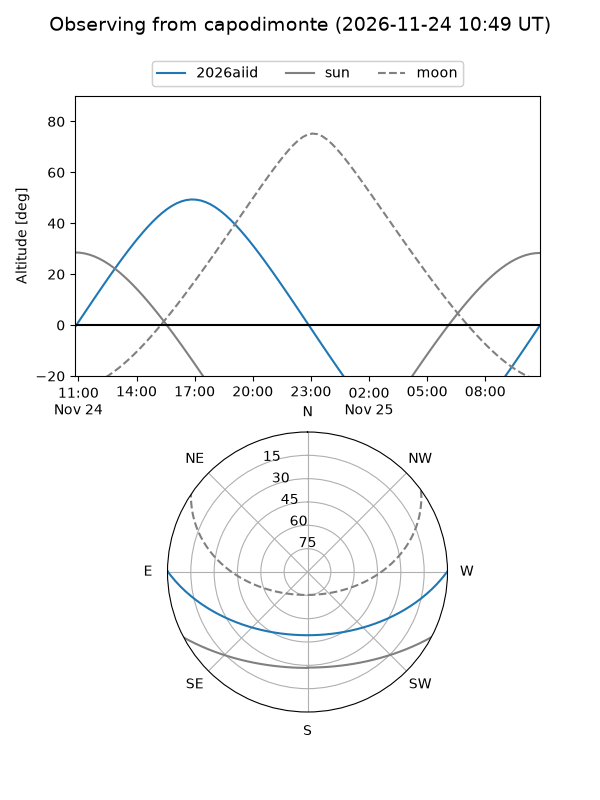 Observing from capodimonte (2026-11-24 10:49 UT)
2026aiid sun moon
Altitude [deg]
80
60
40
20
0
−20
11:00 14:00 17:00 20:00 23:00 02:00 05:00 08:00
Nov 24 Nov 25
N
NE NW
15
30
45
60
75
E W
SE SW
S